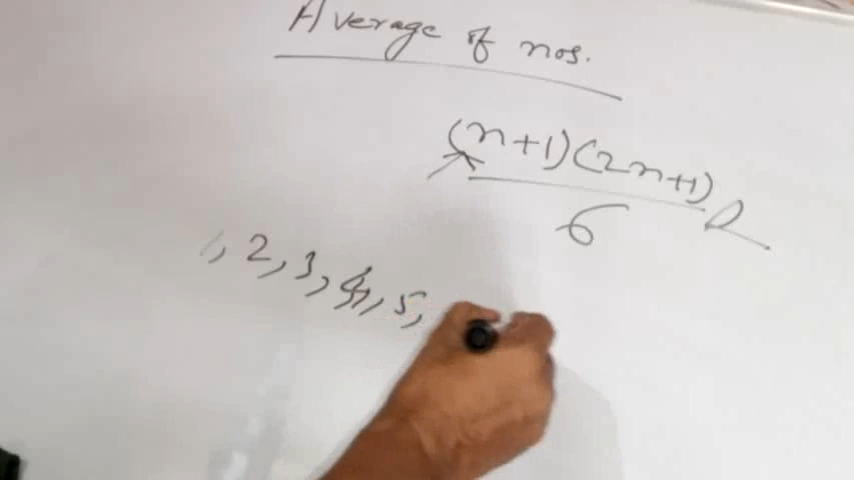 Average of nos.
(n+1)(2n+1)
6
1, 2, 3, 4, 5,